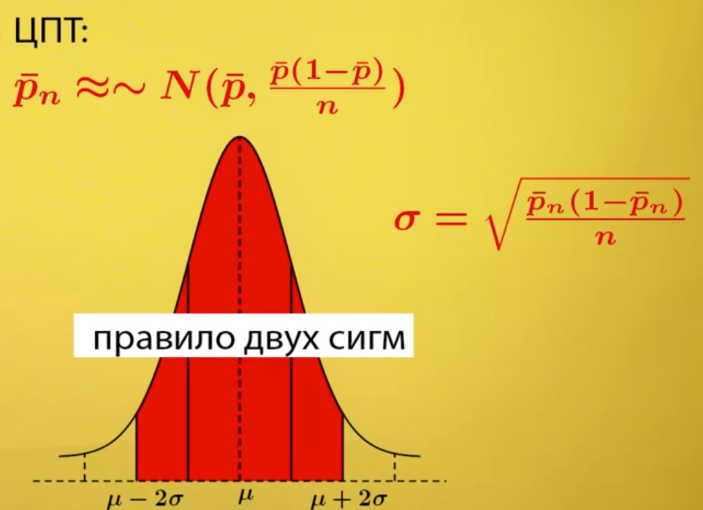 ЦПТ:
p̄ₙ ≈∼ N(p̄, p̄(1−p̄)/n)
σ = √(p̄ₙ(1−p̄ₙ)/n)
правило двух сигм
μ − 2σ μ μ + 2σ